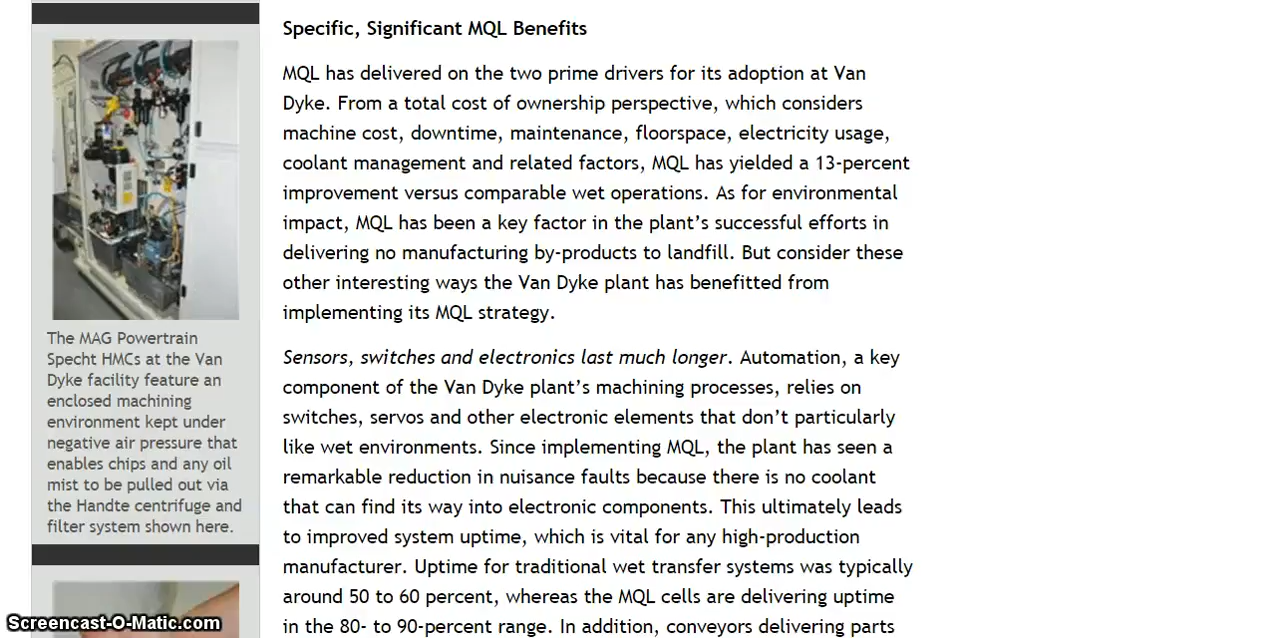 Specific, Significant MQL Benefits
MQL has delivered on the two prime drivers for its adoption at Van
Dyke. From a total cost of ownership perspective, which considers
machine cost, downtime, maintenance, floorspace, electricity usage,
coolant management and related factors, MQL has yielded a 13-percent
improvement versus comparable wet operations. As for environmental
impact, MQL has been a key factor in the plant’s successful efforts in
delivering no manufacturing by-products to landfill. But consider these
other interesting ways the Van Dyke plant has benefitted from
implementing its MQL strategy.
Sensors, switches and electronics last much longer. Automation, a key
component of the Van Dyke plant’s machining processes, relies on
switches, servos and other electronic elements that don’t particularly
like wet environments. Since implementing MQL, the plant has seen a
remarkable reduction in nuisance faults because there is no coolant
that can find its way into electronic components. This ultimately leads
to improved system uptime, which is vital for any high-production
manufacturer. Uptime for traditional wet transfer systems was typically
around 50 to 60 percent, whereas the MQL cells are delivering uptime
in the 80- to 90-percent range. In addition, conveyors delivering parts
The MAG Powertrain
Specht HMCs at the Van
Dyke facility feature an
enclosed machining
environment kept under
negative air pressure that
enables chips and any oil
mist to be pulled out via
the Handte centrifuge and
filter system shown here.
Screencast-O-Matic.com